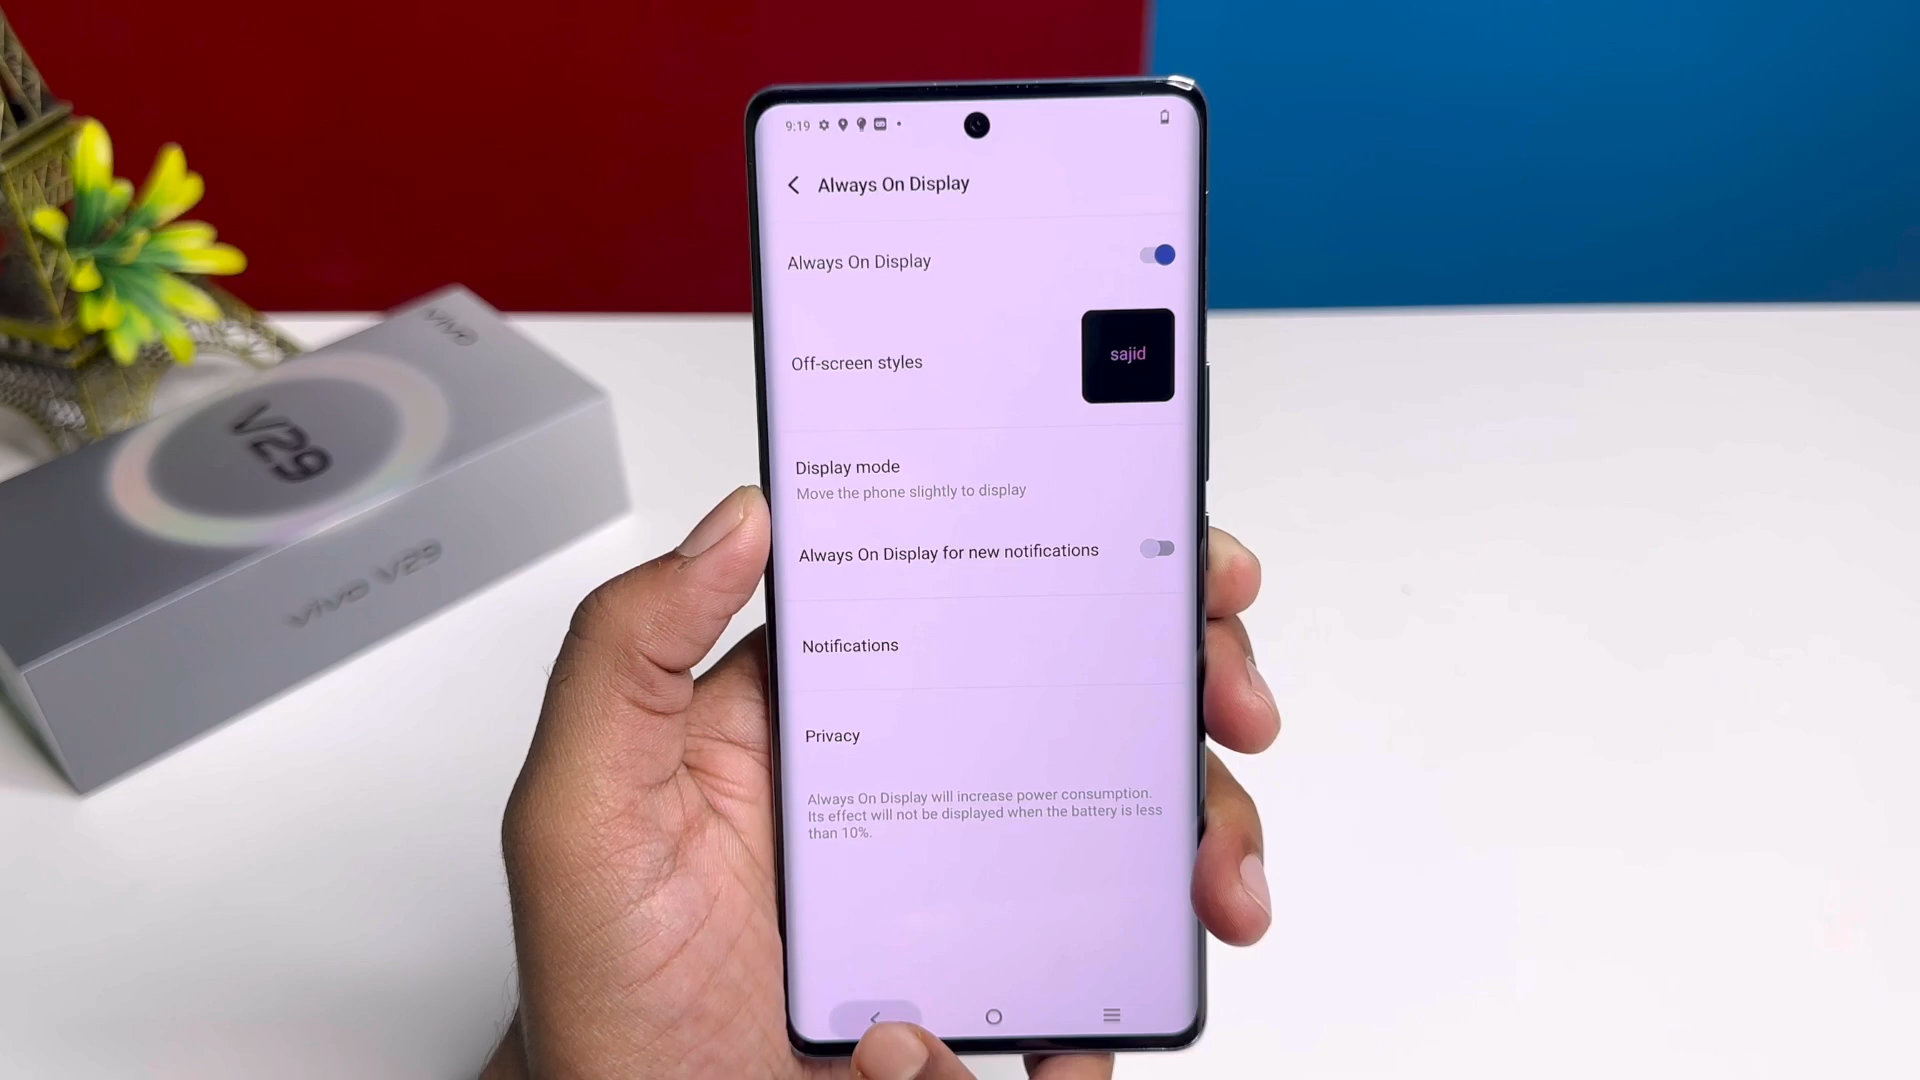 9:19
Always On Display
Always On Display
Off-screen styles
sajid
Display mode
Move the phone slightly to display
Always On Display for new notifications
Notifications
Privacy
Always On Display will increase power consumption.
Its effect will not be displayed when the battery is less
than 10%.
vivo
V29
vivo V29